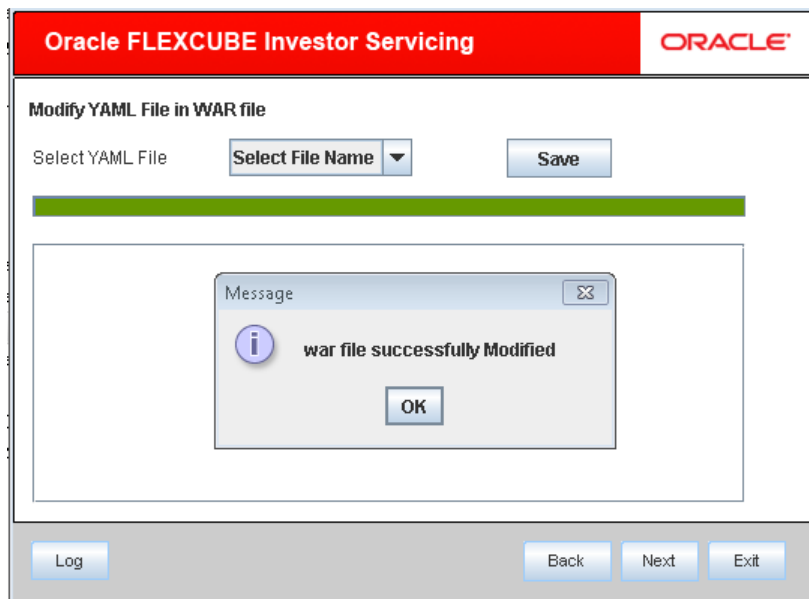 Oracle FLEXCUBE Investor Servicing
ORACLE
Modify YAML File in WAR file
Select YAML File Select File Name Save
Message
i
war file successfully Modified
OK
Log Back Next Exit